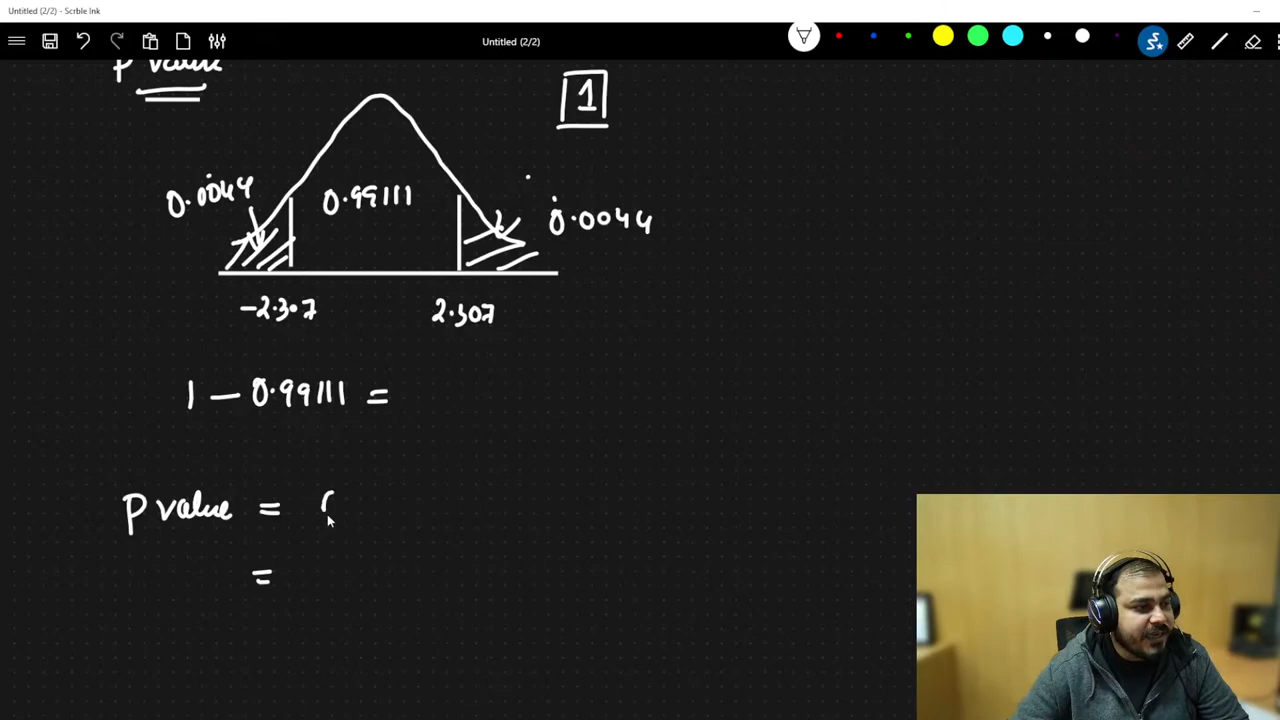 Untitled (2/2) - Scrble Ink
Untitled (2/2)
P value
1
0.0044
0.99111
0.0044
-2.307
2.307
1 - 0.99111 =
P value =
=